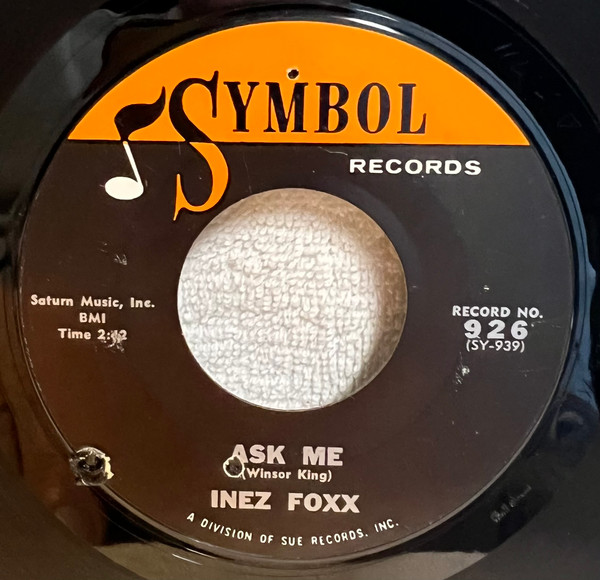 SYMBOL
RECORDS
Saturn Music, Inc.
BMI
Time
RECORD NO.
926
(SY-939)
ASK ME
(Winsor King)
INEZ FOXX
A DIVISION OF SUE RECORDS, INC.